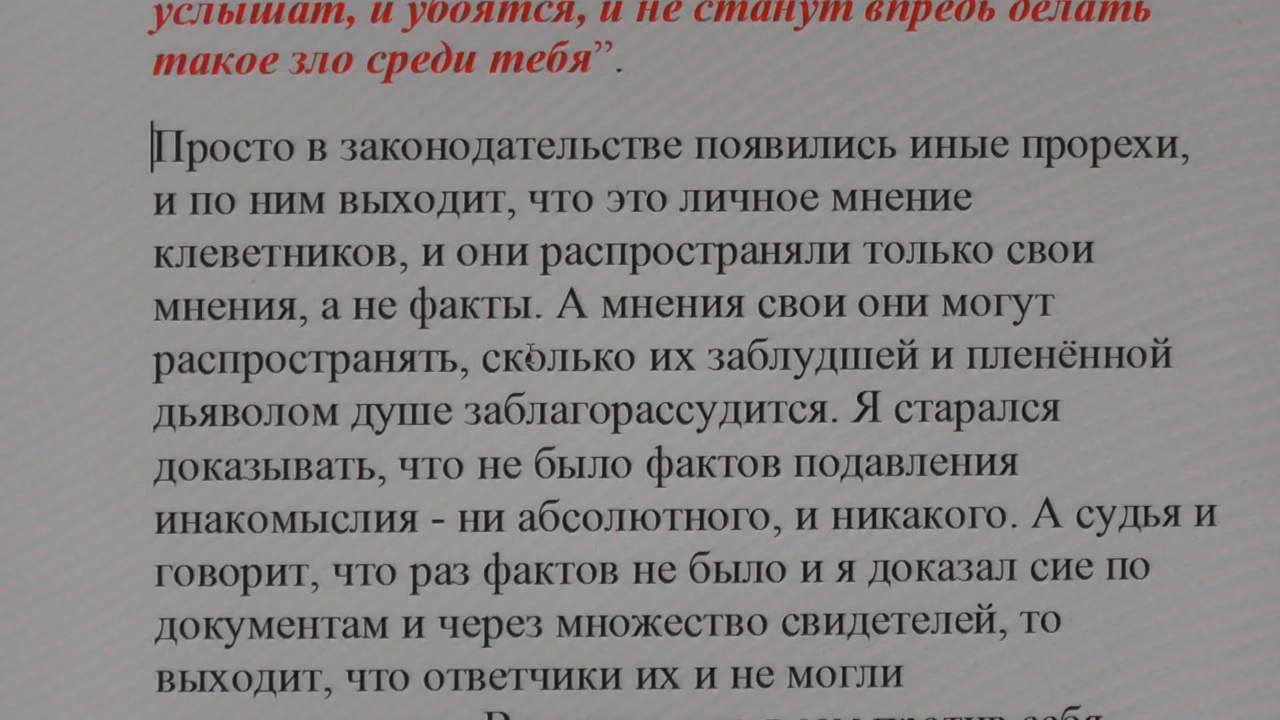 услышат, и убоятся, и не станут впредь делать
такое зло среди тебя”.
Просто в законодательстве появились иные прорехи,
и по ним выходит, что это личное мнение
клеветников, и они распространяли только свои
мнения, а не факты. А мнения свои они могут
распространять, сколько их заблудшей и пленённой
дьяволом душе заблагорассудится. Я старался
доказывать, что не было фактов подавления
инакомыслия - ни абсолютного, и никакого. А судья и
говорит, что раз фактов не было и я доказал сие по
документам и через множество свидетелей, то
выходит, что ответчики их и не могли
против себя